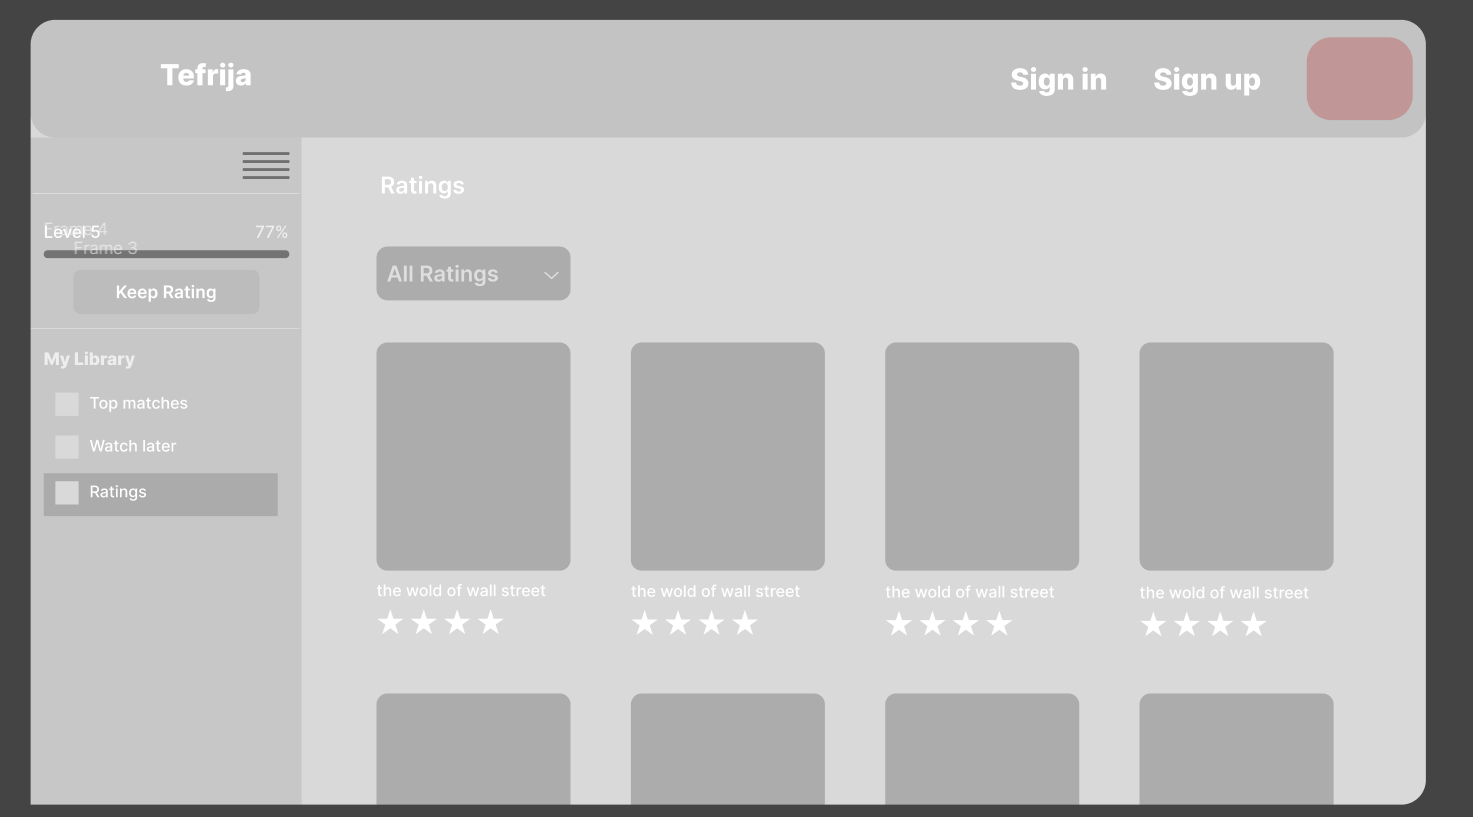 Tefrija
Sign in
Sign up
Frame 4
Level 5
77%
Frame 3
Keep Rating
My Library
Top matches
Watch later
Ratings
Ratings
All Ratings
the wold of wall street
the wold of wall street
the wold of wall street
the wold of wall street